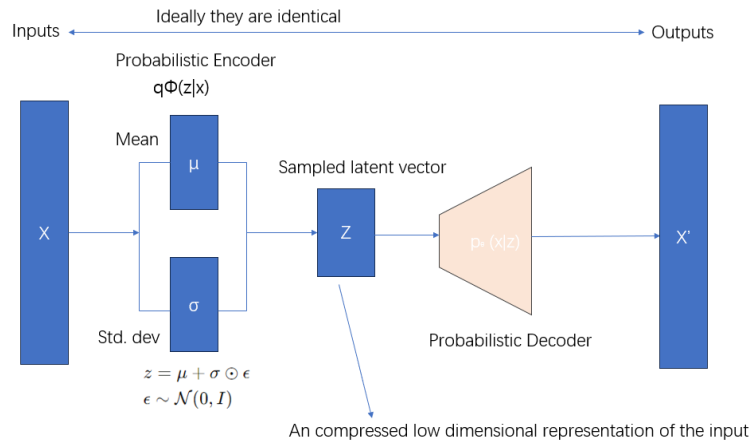 Ideally they are identical
Inputs
Outputs
Probabilistic Encoder
qΦ(z|x)
Mean
μ
Sampled latent vector
X
Z
(x|z)
X'
σ
Std. dev
Probabilistic Decoder
z = μ + σ ⊙ ϵ
ϵ ∼ 𝒩(0, I)
An compressed low dimensional representation of the input